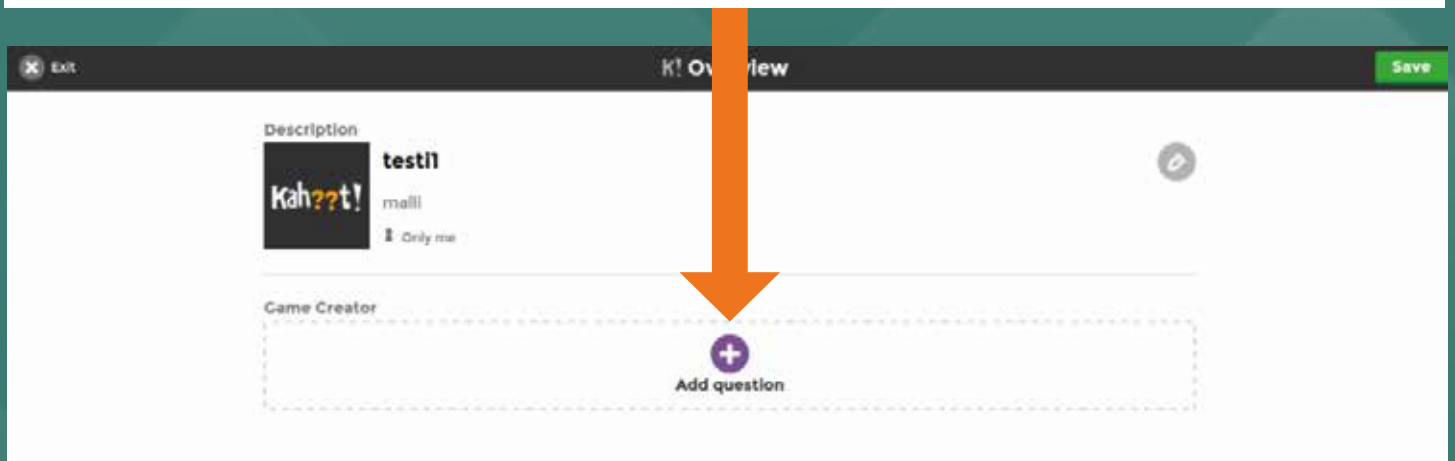 Exit
K! Overview
Save
Description
testi1
Kah??t!
malli
Only me
Game Creator
Add question